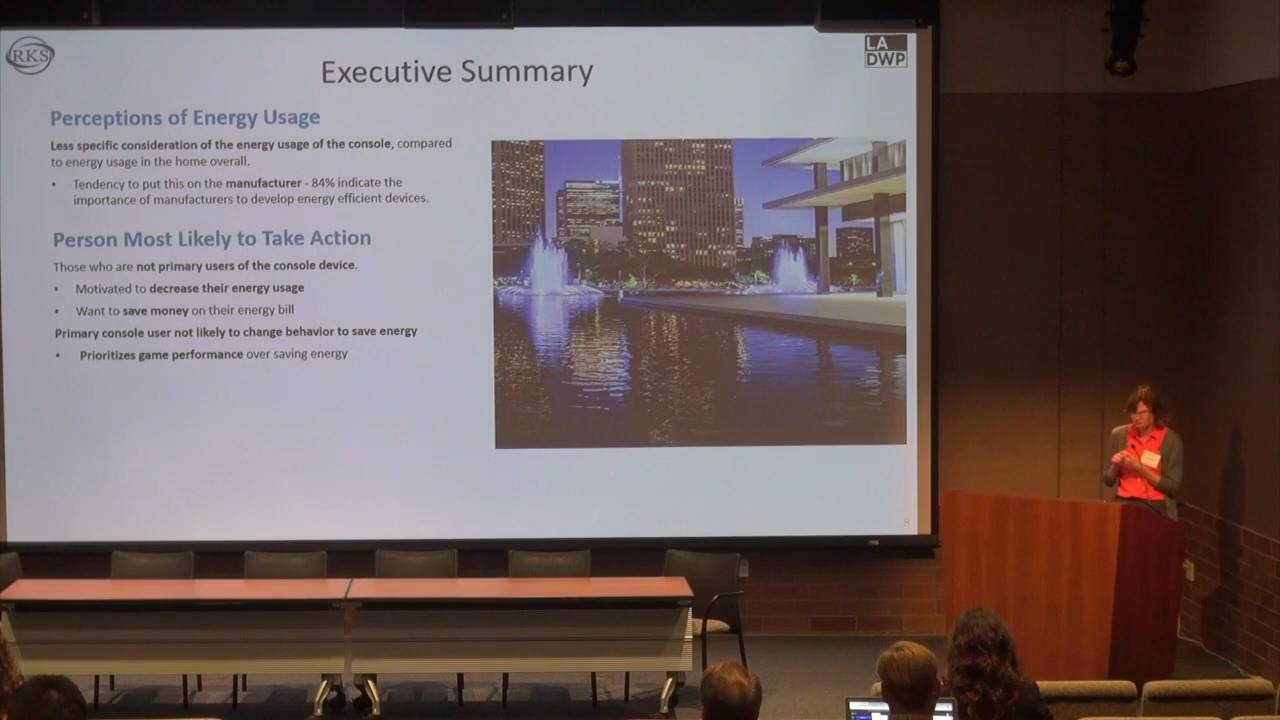 RKS
Executive Summary
LA
DWP
Perceptions of Energy Usage
Less specific consideration of the energy usage of the console, compared
to energy usage in the home overall.
• Tendency to put this on the manufacturer - 84% indicate the
importance of manufacturers to develop energy efficient devices.
Person Most Likely to Take Action
Those who are not primary users of the console device.
• Motivated to decrease their energy usage
• Want to save money on their energy bill
Primary console user not likely to change behavior to save energy
• Prioritizes game performance over saving energy
8